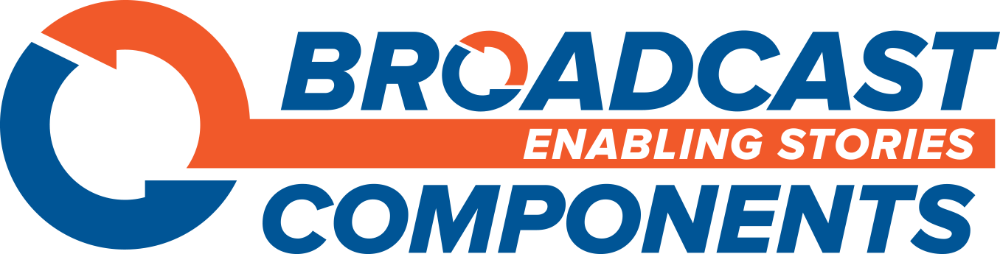 BROADCAST
ENABLING STORIES
COMPONENTS